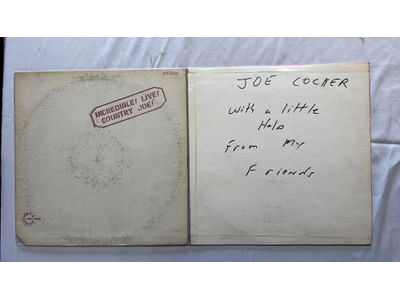 INCREDIBLE! LIVE!
COUNTRY JOE!
JOE COCKER
With a little
Help
From My
Friends